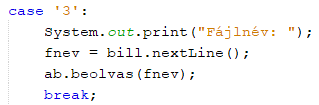 case '3':
System.out.print("Fájlnév: ");
fnev = bill.nextLine();
ab.beolvas(fnev);
break;